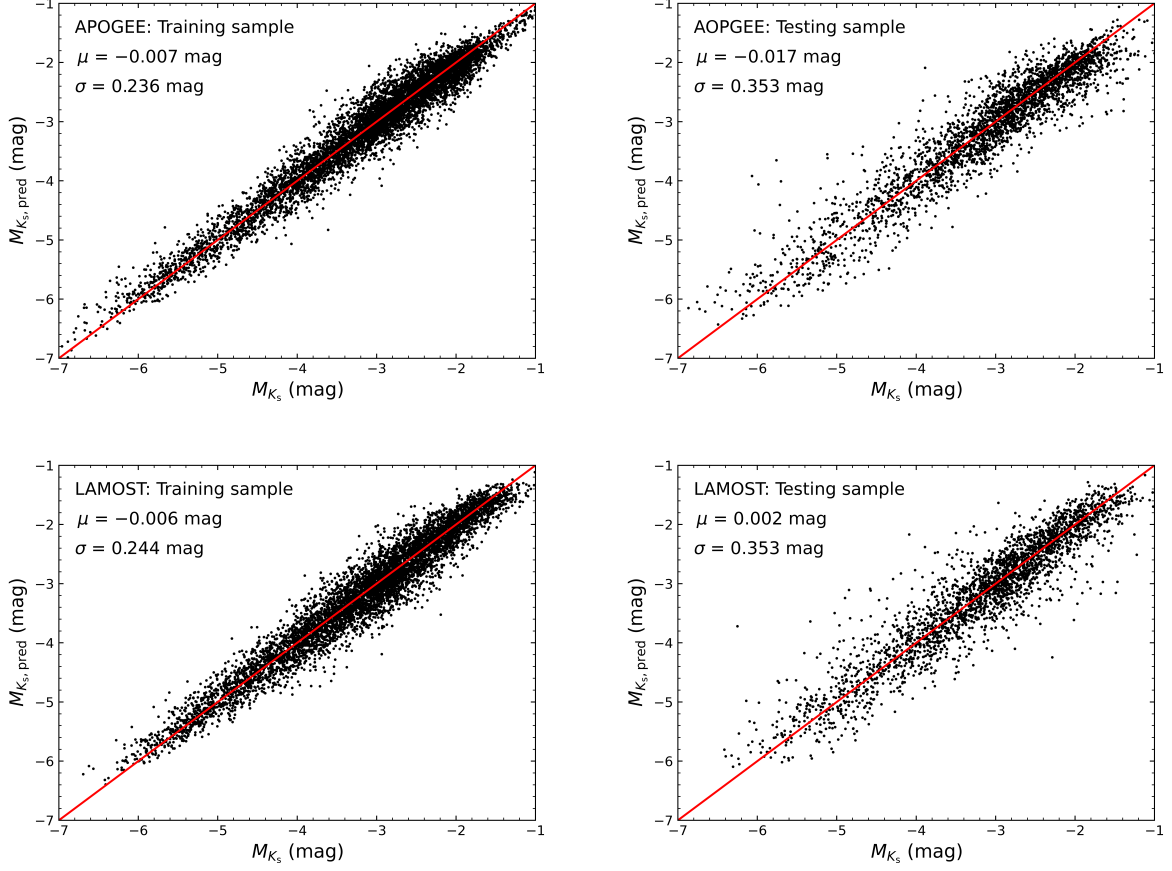 APOGEE: Training sample
μ = −0.007 mag
σ = 0.236 mag
−1
−2
−3
−4
−5
−6
−7
M_{K_s, pred} (mag)
−7 −6 −5 −4 −3 −2 −1
M_{K_s} (mag)
AOPGEE: Testing sample
μ = −0.017 mag
σ = 0.353 mag
−1
−2
−3
−4
−5
−6
−7
M_{K_s, pred} (mag)
−7 −6 −5 −4 −3 −2 −1
M_{K_s} (mag)
LAMOST: Training sample
μ = −0.006 mag
σ = 0.244 mag
−1
−2
−3
−4
−5
−6
−7
M_{K_s, pred} (mag)
−7 −6 −5 −4 −3 −2 −1
M_{K_s} (mag)
LAMOST: Testing sample
μ = 0.002 mag
σ = 0.353 mag
−1
−2
−3
−4
−5
−6
−7
M_{K_s, pred} (mag)
−7 −6 −5 −4 −3 −2 −1
M_{K_s} (mag)